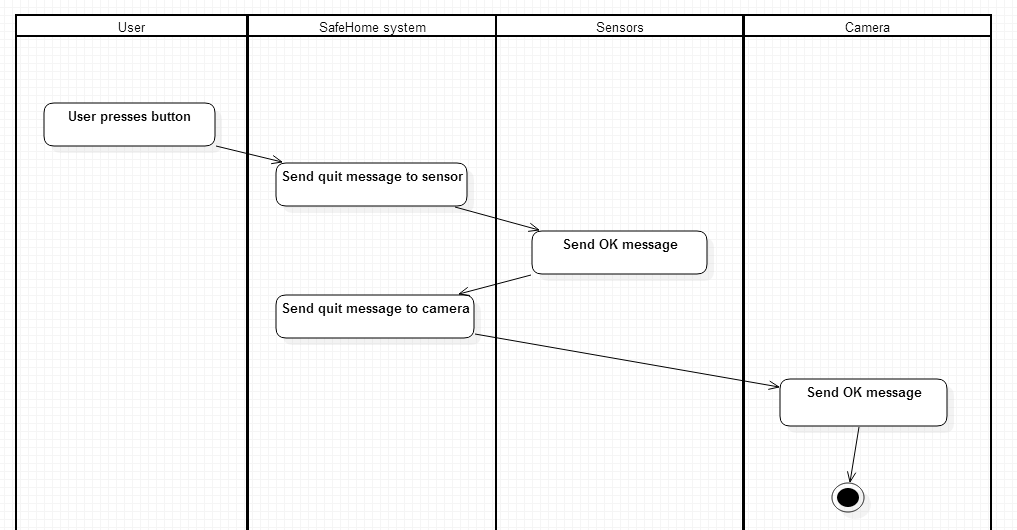 User
SafeHome system
Sensors
Camera
User presses button
Send quit message to sensor
Send OK message
Send quit message to camera
Send OK message